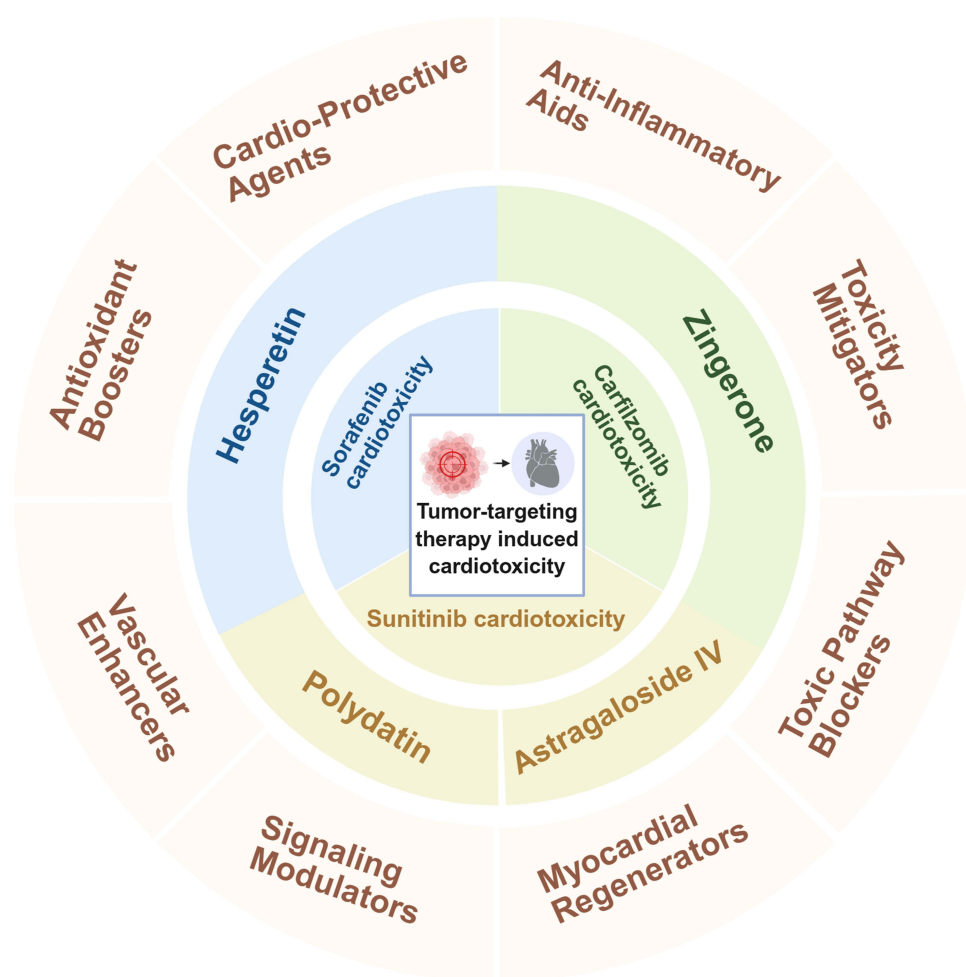 Cardio-Protective
Agents
Anti-Inflammatory
Aids
Antioxidant
Boosters
Toxicity
Mitigators
Hesperetin
Zingerone
Sorafenib
cardiotoxicity
Carfilzomib
cardiotoxicity
Tumor-targeting
therapy induced
cardiotoxicity
Sunitinib cardiotoxicity
Polydatin
Astragaloside IV
Vascular
Enhancers
Toxic Pathway
Blockers
Signaling
Modulators
Myocardial
Regenerators